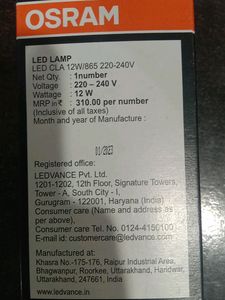 OSRAM
LED LAMP
LED CLA 12W/865 220-240V
Net Qty. : 1number
Voltage : 220 – 240 V
Wattage : 12 W
MRP in ₹ : 310.00 per number
(Inclusive of all taxes)
Month and year of Manufacture :
01/2023
Registered office:
LEDVANCE Pvt. Ltd.
1201-1202, 12th Floor, Signature Towers,
Tower - A, South City - I,
Gurugram - 122001, Haryana (India)
Consumer care (Name and address as
per above),
Consumer care Tel. No. 0124-4150100
E-mail id: customercare@ledvance.com
Manufactured at:
Khasra No.-175-176, Raipur Industrial Area,
Bhagwanpur, Roorkee, Uttarakhand, Haridwar,
Uttarakhand, 247661, India
www.ledvance.in